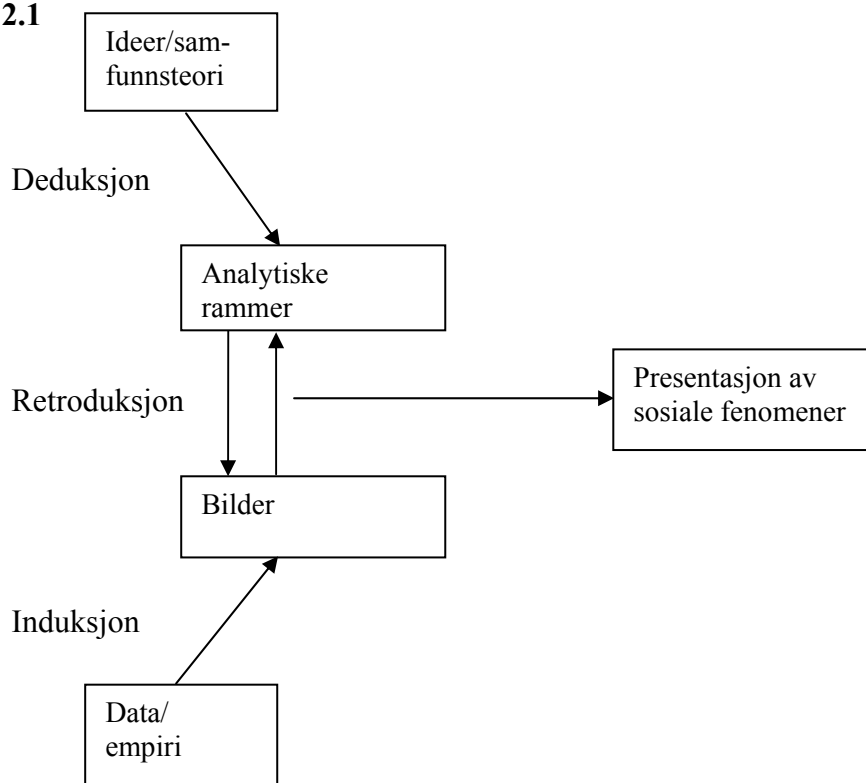 2.1
Ideer/sam-
funnsteori
Deduksjon
Analytiske
rammer
Retroduksjon
Presentasjon av
sosiale fenomener
Bilder
Induksjon
Data/
empiri